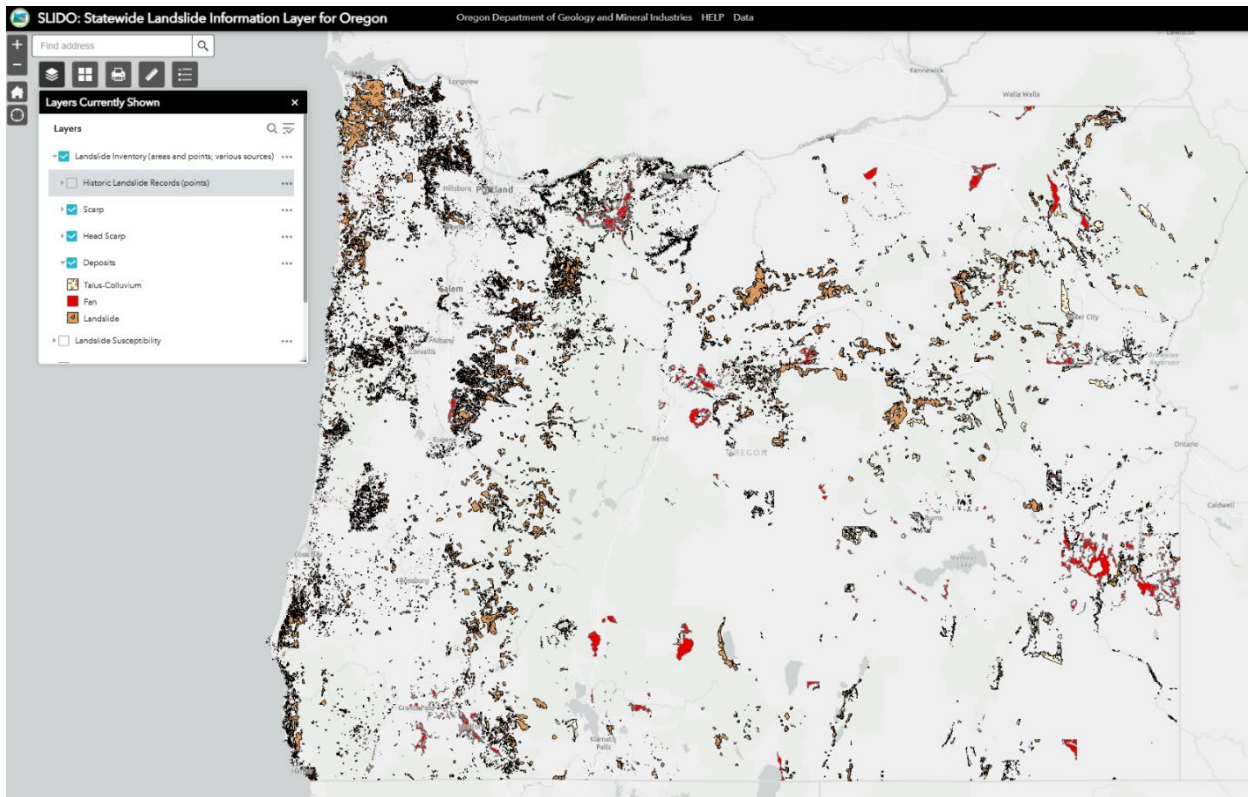 SLIDO: Statewide Landslide Information Layer for Oregon
Oregon Department of Geology and Mineral Industries HELP Data
Find address
Layers Currently Shown
Layers
Landslide Inventory (areas and points; various sources)
Historic Landslide Records (points)
Scarp
Head Scarp
Deposits
Talus-Colluvium
Fan
Landslide
Landslide Susceptibility
Longview
Kennewick
Walla Walla
Hillsboro
Portland
Salem
Albany
Corvallis
Bend
OREGON
Ontario
Caldwell
Burns
Coos Bay
Roseburg
Klamath
Falls